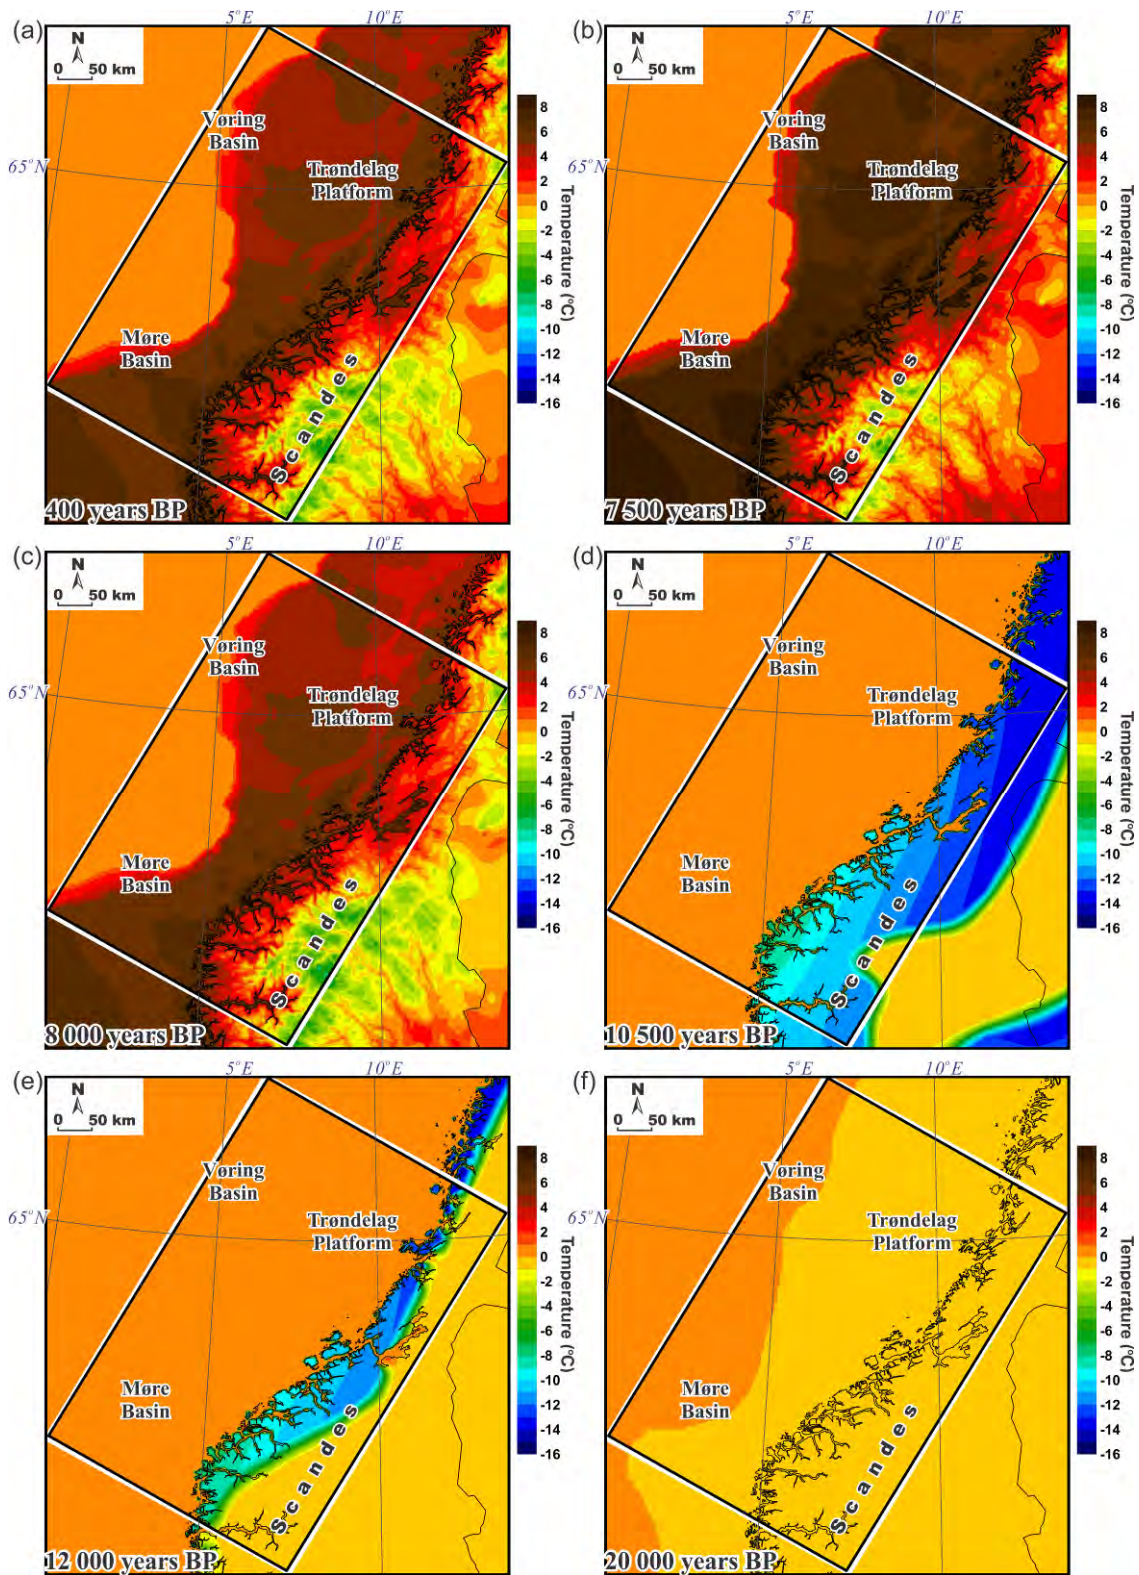 5°E
10°E
(a)
N
0 50 km
65°N
Vøring
Basin
Trøndelag
Platform
Møre
Basin
Scandes
400 years BP
8
6
4
2
0
-2
-4
-6
-8
-10
-12
-14
-16
Temperature (°C)
5°E
10°E
(b)
N
0 50 km
65°N
Vøring
Basin
Trøndelag
Platform
Møre
Basin
Scandes
7 500 years BP
8
6
4
2
0
-2
-4
-6
-8
-10
-12
-14
-16
Temperature (°C)
5°E
10°E
(c)
N
0 50 km
65°N
Vøring
Basin
Trøndelag
Platform
Møre
Basin
Scandes
8 000 years BP
8
6
4
2
0
-2
-4
-6
-8
-10
-12
-14
-16
Temperature (°C)
5°E
10°E
(d)
N
0 50 km
65°N
Vøring
Basin
Trøndelag
Platform
Møre
Basin
Scandes
10 500 years BP
8
6
4
2
0
-2
-4
-6
-8
-10
-12
-14
-16
Temperature (°C)
5°E
10°E
(e)
N
0 50 km
65°N
Vøring
Basin
Trøndelag
Platform
Møre
Basin
Scandes
12 000 years BP
8
6
4
2
0
-2
-4
-6
-8
-10
-12
-14
-16
Temperature (°C)
5°E
10°E
(f)
N
0 50 km
65°N
Vøring
Basin
Trøndelag
Platform
Møre
Basin
Scandes
20 000 years BP
8
6
4
2
0
-2
-4
-6
-8
-10
-12
-14
-16
Temperature (°C)